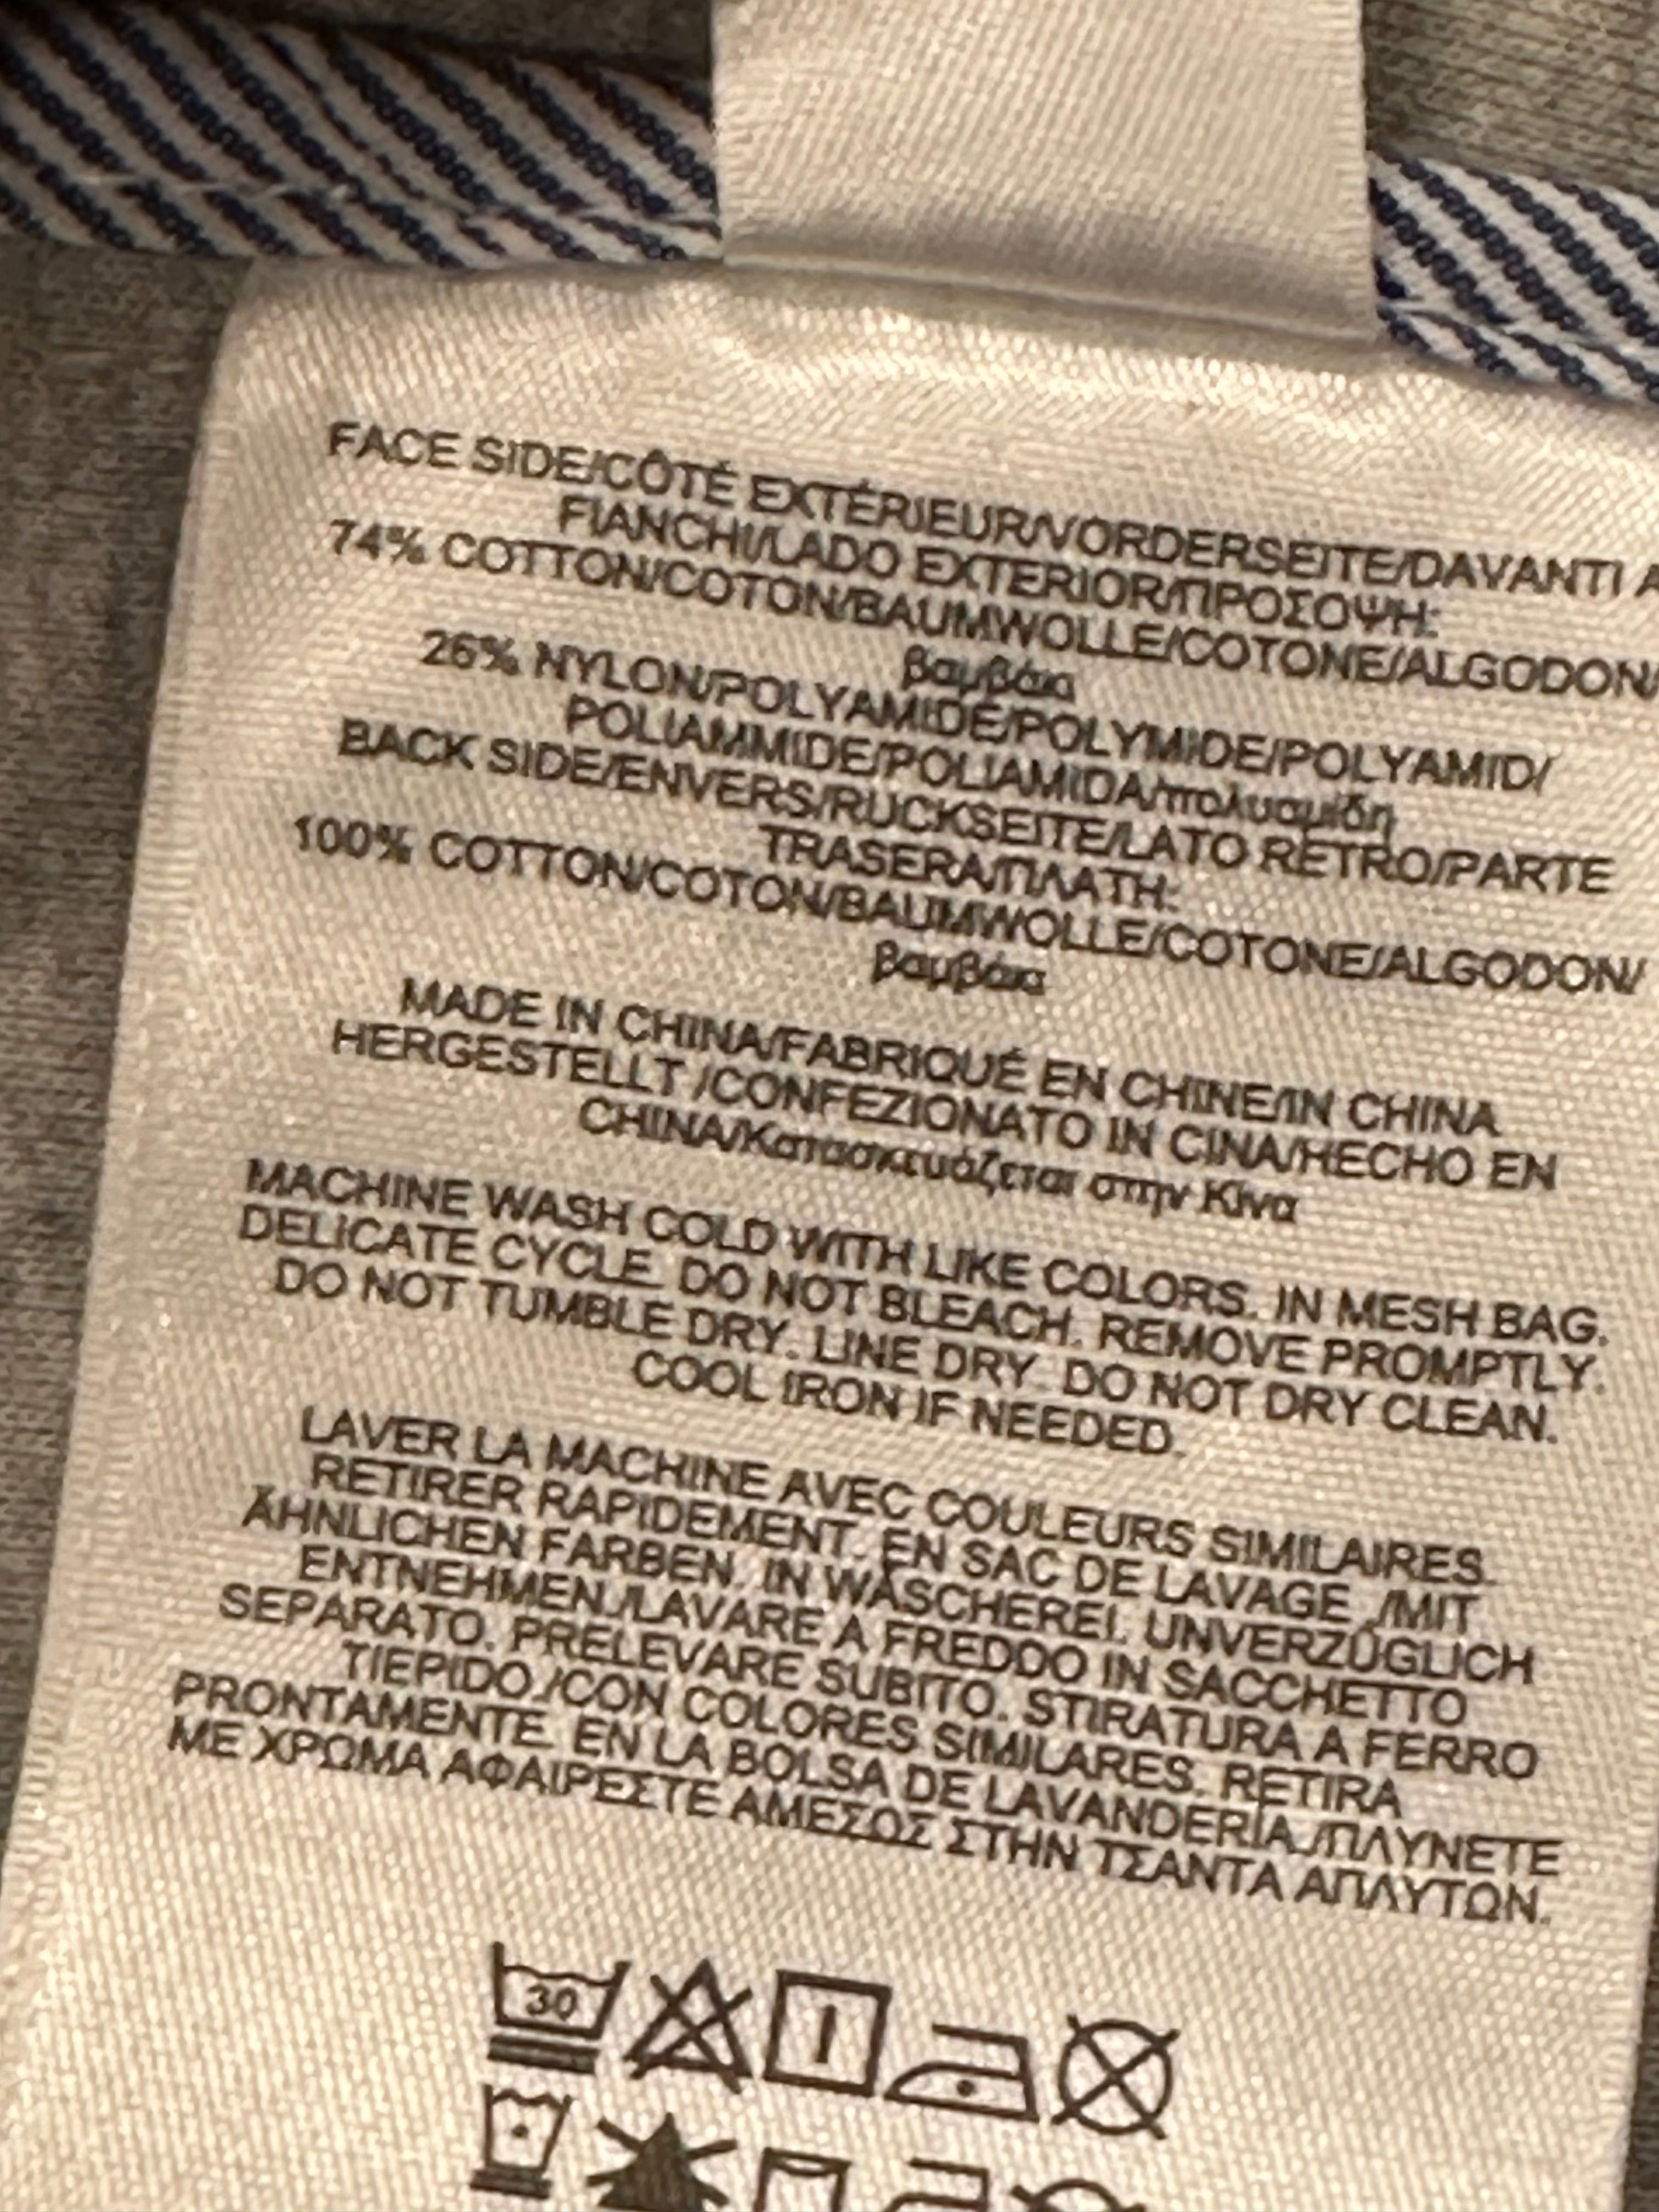 FACE SIDE/CÔTÉ EXTÉRIEUR/VORDERSEITE/DAVANTI A
FIANCHI/LADO EXTERIOR/ΠΡΟΣΟΨΗ:
74% COTTON/COTON/BAUMWOLLE/COTONE/ALGODON/
βαμβάκι
26% NYLON/POLYAMIDE/POLYMIDE/POLYAMID/
POLIAMMIDE/POLIAMIDA/πολυαμίδη
BACK SIDE/ENVERS/RUCKSEITE/LATO RETRO/PARTE
TRASERA/ΠΛΑΤΗ:
100% COTTON/COTON/BAUMWOLLE/COTONE/ALGODON/
βαμβάκι
MADE IN CHINA/FABRIQUÉ EN CHINE/IN CHINA
HERGESTELLT /CONFEZIONATO IN CINA/HECHO EN
CHINA/Κατασκευάζεται στην Κίνα
MACHINE WASH COLD WITH LIKE COLORS. IN MESH BAG.
DELICATE CYCLE. DO NOT BLEACH. REMOVE PROMPTLY.
DO NOT TUMBLE DRY. LINE DRY. DO NOT DRY CLEAN.
COOL IRON IF NEEDED.
LAVER LA MACHINE AVEC COULEURS SIMILAIRES.
RETIRER RAPIDEMENT. EN SAC DE LAVAGE ./MIT
ÄHNLICHEN FARBEN. IN WÄSCHEREI. UNVERZÜGLICH
ENTNEHMEN./LAVARE A FREDDO IN SACCHETTO
SEPARATO. PRELEVARE SUBITO. STIRATURA A FERRO
TIEPIDO./CON COLORES SIMILARES. RETIRA
PRONTAMENTE. EN LA BOLSA DE LAVANDERÍA./ΠΛΥΝΕΤΕ
ΜΕ ΧΡΩΜΑ ΑΦΑΙΡΕΣΤΕ ΑΜΕΣΩΣ ΣΤΗΝ ΤΣΑΝΤΑ ΑΠΛΥΤΩΝ.
30